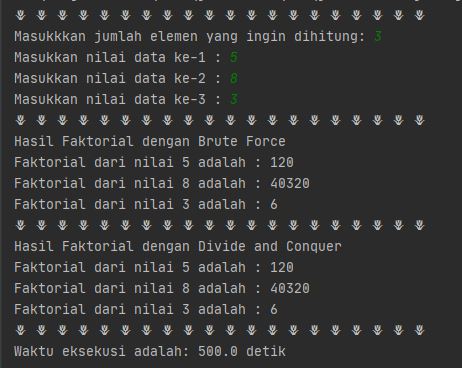 ⚘ ⚘ ⚘ ⚘ ⚘ ⚘ ⚘ ⚘ ⚘ ⚘ ⚘ ⚘ ⚘ ⚘ ⚘ ⚘ ⚘ ⚘ ⚘ ⚘
Masukkkan jumlah elemen yang ingin dihitung: 3
Masukkan nilai data ke-1 : 5
Masukkan nilai data ke-2 : 8
Masukkan nilai data ke-3 : 3
⚘ ⚘ ⚘ ⚘ ⚘ ⚘ ⚘ ⚘ ⚘ ⚘ ⚘ ⚘ ⚘ ⚘ ⚘ ⚘ ⚘ ⚘ ⚘ ⚘
Hasil Faktorial dengan Brute Force
Faktorial dari nilai 5 adalah : 120
Faktorial dari nilai 8 adalah : 40320
Faktorial dari nilai 3 adalah : 6
⚘ ⚘ ⚘ ⚘ ⚘ ⚘ ⚘ ⚘ ⚘ ⚘ ⚘ ⚘ ⚘ ⚘ ⚘ ⚘ ⚘ ⚘ ⚘ ⚘
Hasil Faktorial dengan Divide and Conquer
Faktorial dari nilai 5 adalah : 120
Faktorial dari nilai 8 adalah : 40320
Faktorial dari nilai 3 adalah : 6
⚘ ⚘ ⚘ ⚘ ⚘ ⚘ ⚘ ⚘ ⚘ ⚘ ⚘ ⚘ ⚘ ⚘ ⚘ ⚘ ⚘ ⚘ ⚘ ⚘
Waktu eksekusi adalah: 500.0 detik